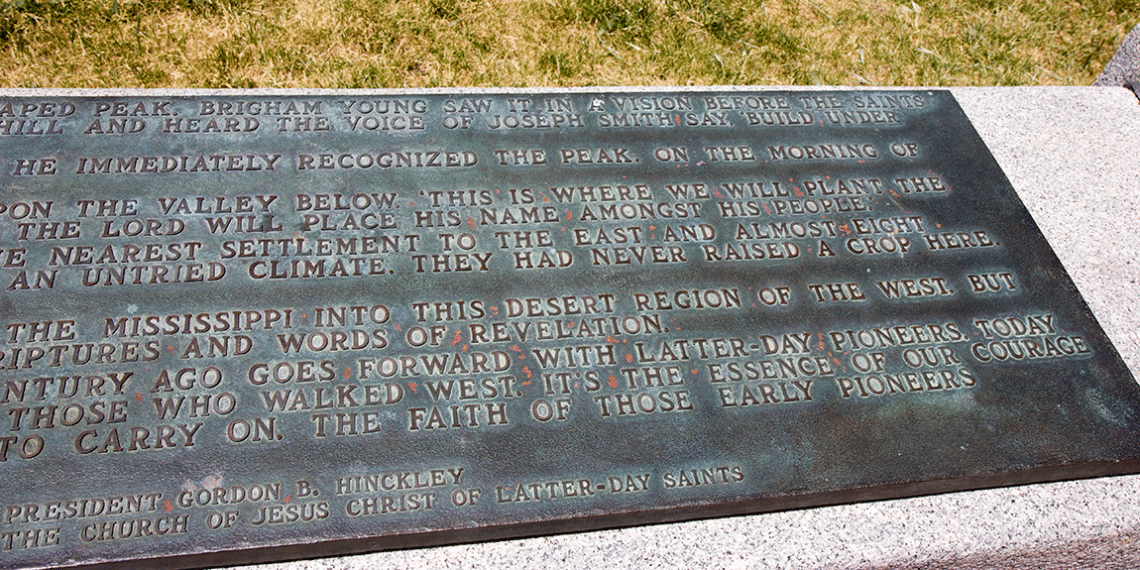 APED PEAK. BRIGHAM YOUNG SAW IT IN A VISION BEFORE THE SAINTS
HILL AND HEARD THE VOICE OF JOSEPH SMITH SAY, 'BUILD UNDER
HE IMMEDIATELY RECOGNIZED THE PEAK. ON THE MORNING OF
PON THE VALLEY BELOW. 'THIS IS WHERE WE WILL PLANT THE
THE LORD WILL PLACE HIS NAME AMONGST HIS PEOPLE.'
E NEAREST SETTLEMENT TO THE EAST AND ALMOST EIGHT
AN UNTRIED CLIMATE. THEY HAD NEVER RAISED A CROP HERE.
THE MISSISSIPPI INTO THIS DESERT REGION OF THE WEST. BUT
RIPTURES AND WORDS OF REVELATION.
NTURY AGO GOES FORWARD WITH LATTER-DAY PIONEERS. TODAY
THOSE WHO WALKED WEST. IT'S THE ESSENCE OF OUR COURAGE
TO CARRY ON. THE FAITH OF THOSE EARLY PIONEERS
PRESIDENT GORDON B. HINCKLEY
THE CHURCH OF JESUS CHRIST OF LATTER-DAY SAINTS